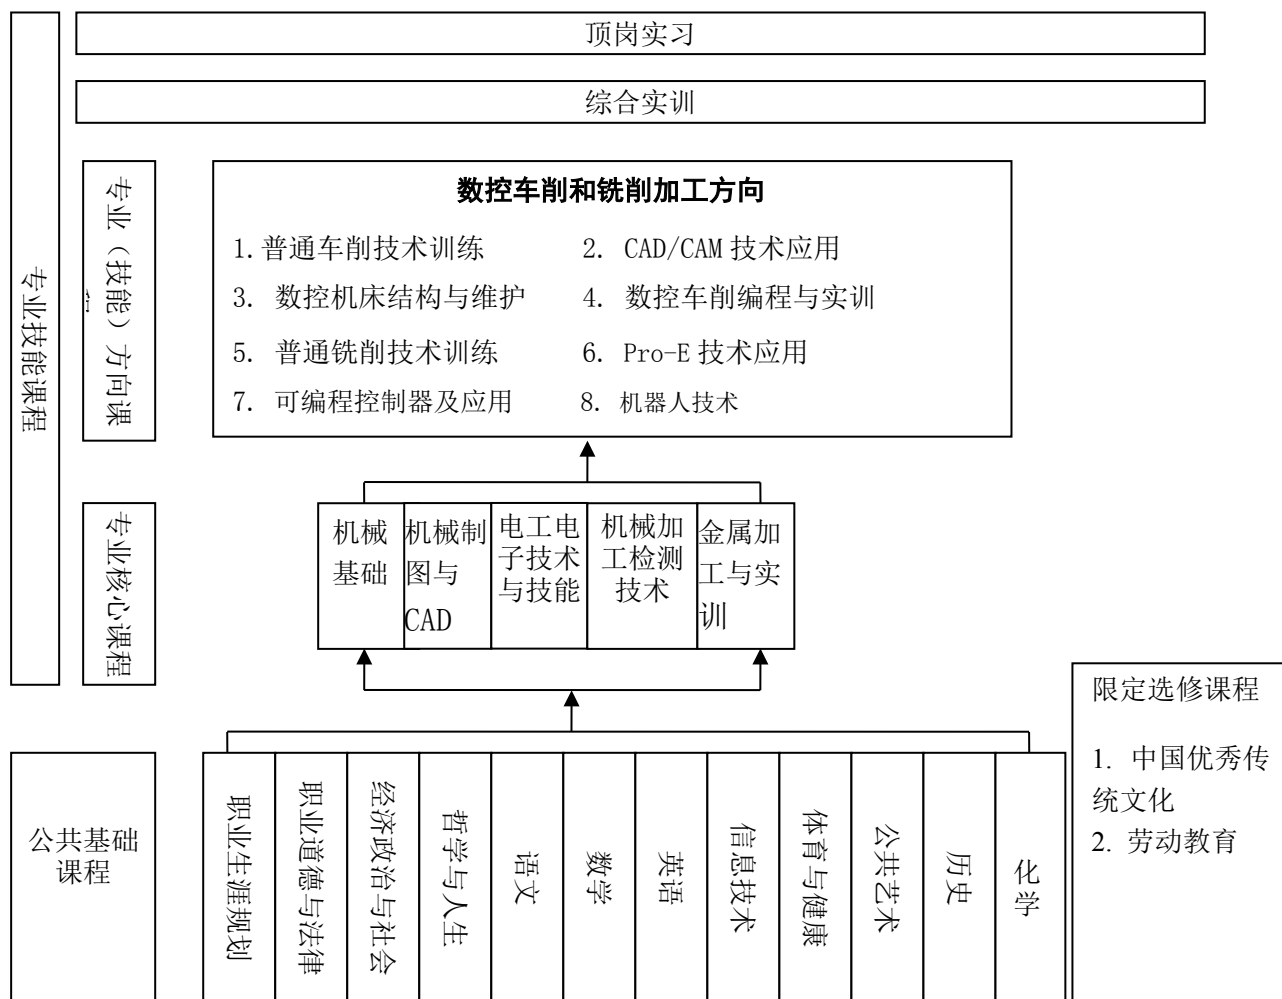 顶岗实习
综合实训
专业技能课程
专业（技能）方向课
数控车削和铣削加工方向
1.普通车削技术训练
2. CAD/CAM 技术应用
3. 数控机床结构与维护
4. 数控车削编程与实训
5. 普通铣削技术训练
6. Pro-E 技术应用
7. 可编程控制器及应用
8. 机器人技术
专业核心课程
机械
基础
机械制
图与
CAD
电工电
子技术
与技能
机械加
工检测
技术
金属加
工与实
训
公共基础
课程
职业生涯规划
职业道德与法律
经济政治与社会
哲学与人生
语文
数学
英语
信息技术
体育与健康
公共艺术
历史
化学
限定选修课程
1. 中国优秀传
统文化
2. 劳动教育